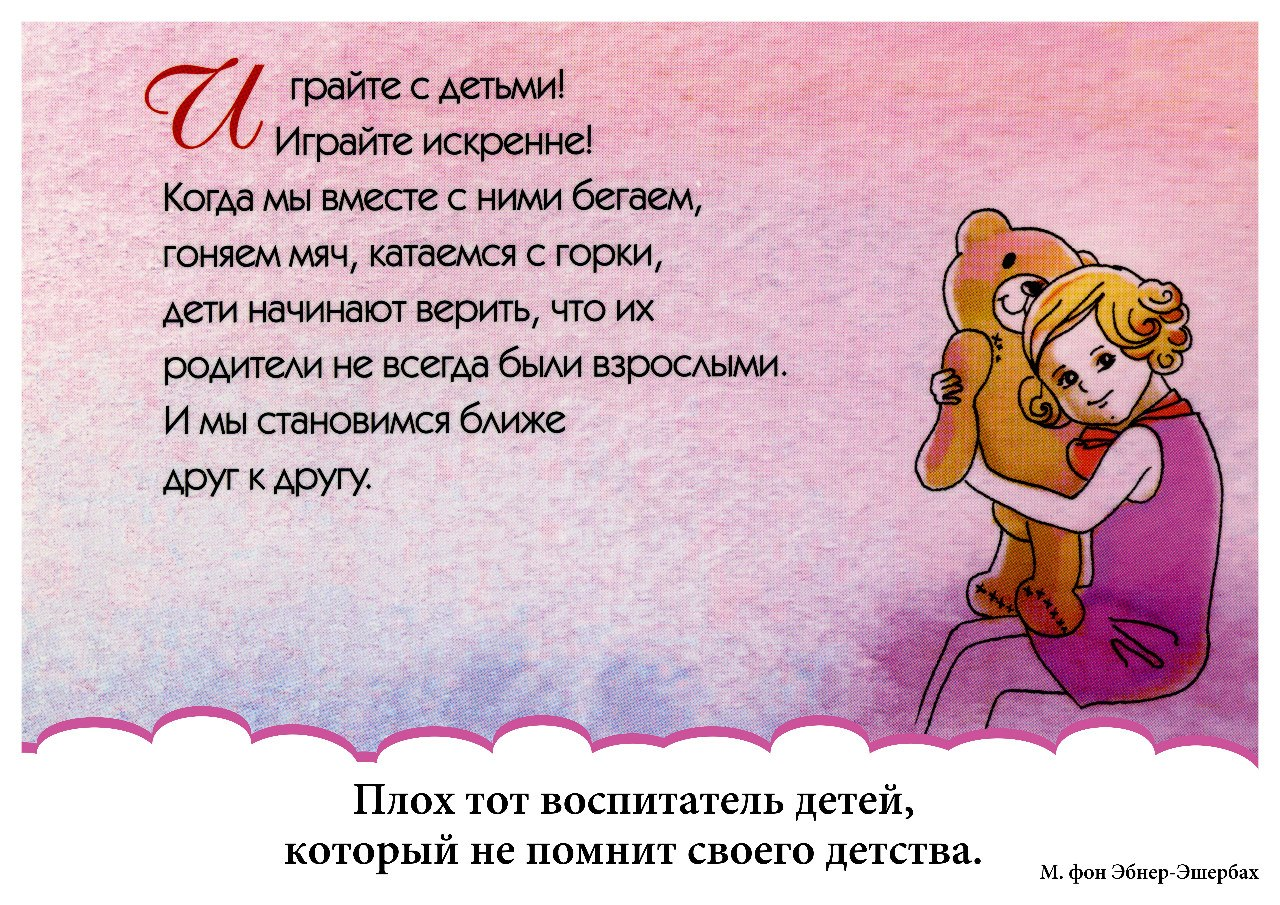 Играйте с детьми!
Играйте искренне!
Когда мы вместе с ними бегаем,
гоняем мяч, катаемся с горки,
дети начинают верить, что их
родители не всегда были взрослыми.
И мы становимся ближе
друг к другу.
Плох тот воспитатель детей,
который не помнит своего детства.
М. фон Эбнер-Эшербах